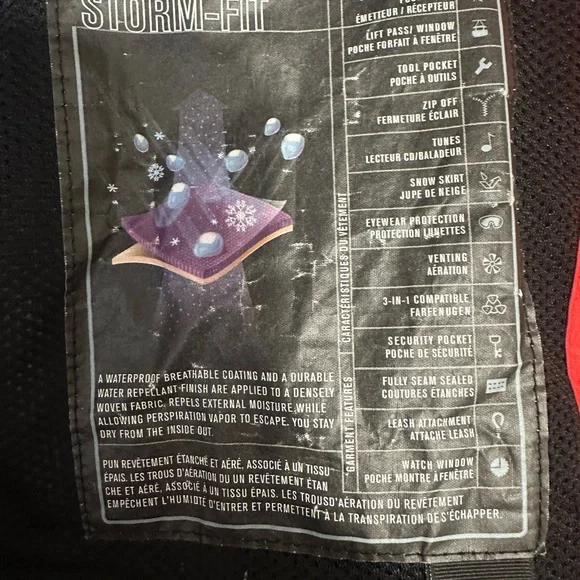 STORM-FIT
ÉMETTEUR / RÉCEPTEUR
LIFT PASS/ WINDOW
POCHE FORFAIT À FENÊTRE
TOOL POCKET
POCHE À OUTILS
ZIP OFF
FERMETURE ÉCLAIR
TUNES
LECTEUR CD/BALADEUR
SNOW SKIRT
JUPE DE NEIGE
EYEWEAR PROTECTION
PROTECTION LUNETTES
VENTING
AÉRATION
3-IN-1 COMPATIBLE
FARFENUGEN
SECURITY POCKET
POCHE DE SÉCURITÉ
FULLY SEAM SEALED
COUTURES ÉTANCHES
LEASH ATTACHMENT
ATTACHE LEASH
WATCH WINDOW
POCHE MONTRE À FENÊTRE
CARACTÉRISTIQUES DU VÊTEMENT
GARMENT FEATURES
A WATERPROOF BREATHABLE COATING AND A DURABLE
WATER REPELLANT FINISH ARE APPLIED TO A DENSELY
WOVEN FABRIC. REPELS EXTERNAL MOISTURE WHILE
ALLOWING PERSPIRATION VAPOR TO ESCAPE. YOU STAY
DRY FROM THE INSIDE OUT.
PUN REVÊTEMENT ÉTANCHE ET AÉRÉ, ASSOCIÉ À UN TISSU
ÉPAIS. LES TROUS D'AÉRATION DU UN REVÊTEMENT ÉTAN
CHE ET AÉRÉ, ASSOCIÉ À UN TISSU ÉPAIS. LES TROUSD'AÉRATION DU REVÊTEMENT
EMPÊCHENT L'HUMIDITÉ D'ENTRER ET PERMETTENT À LA TRANSPIRATION DE S'ÉCHAPPER.